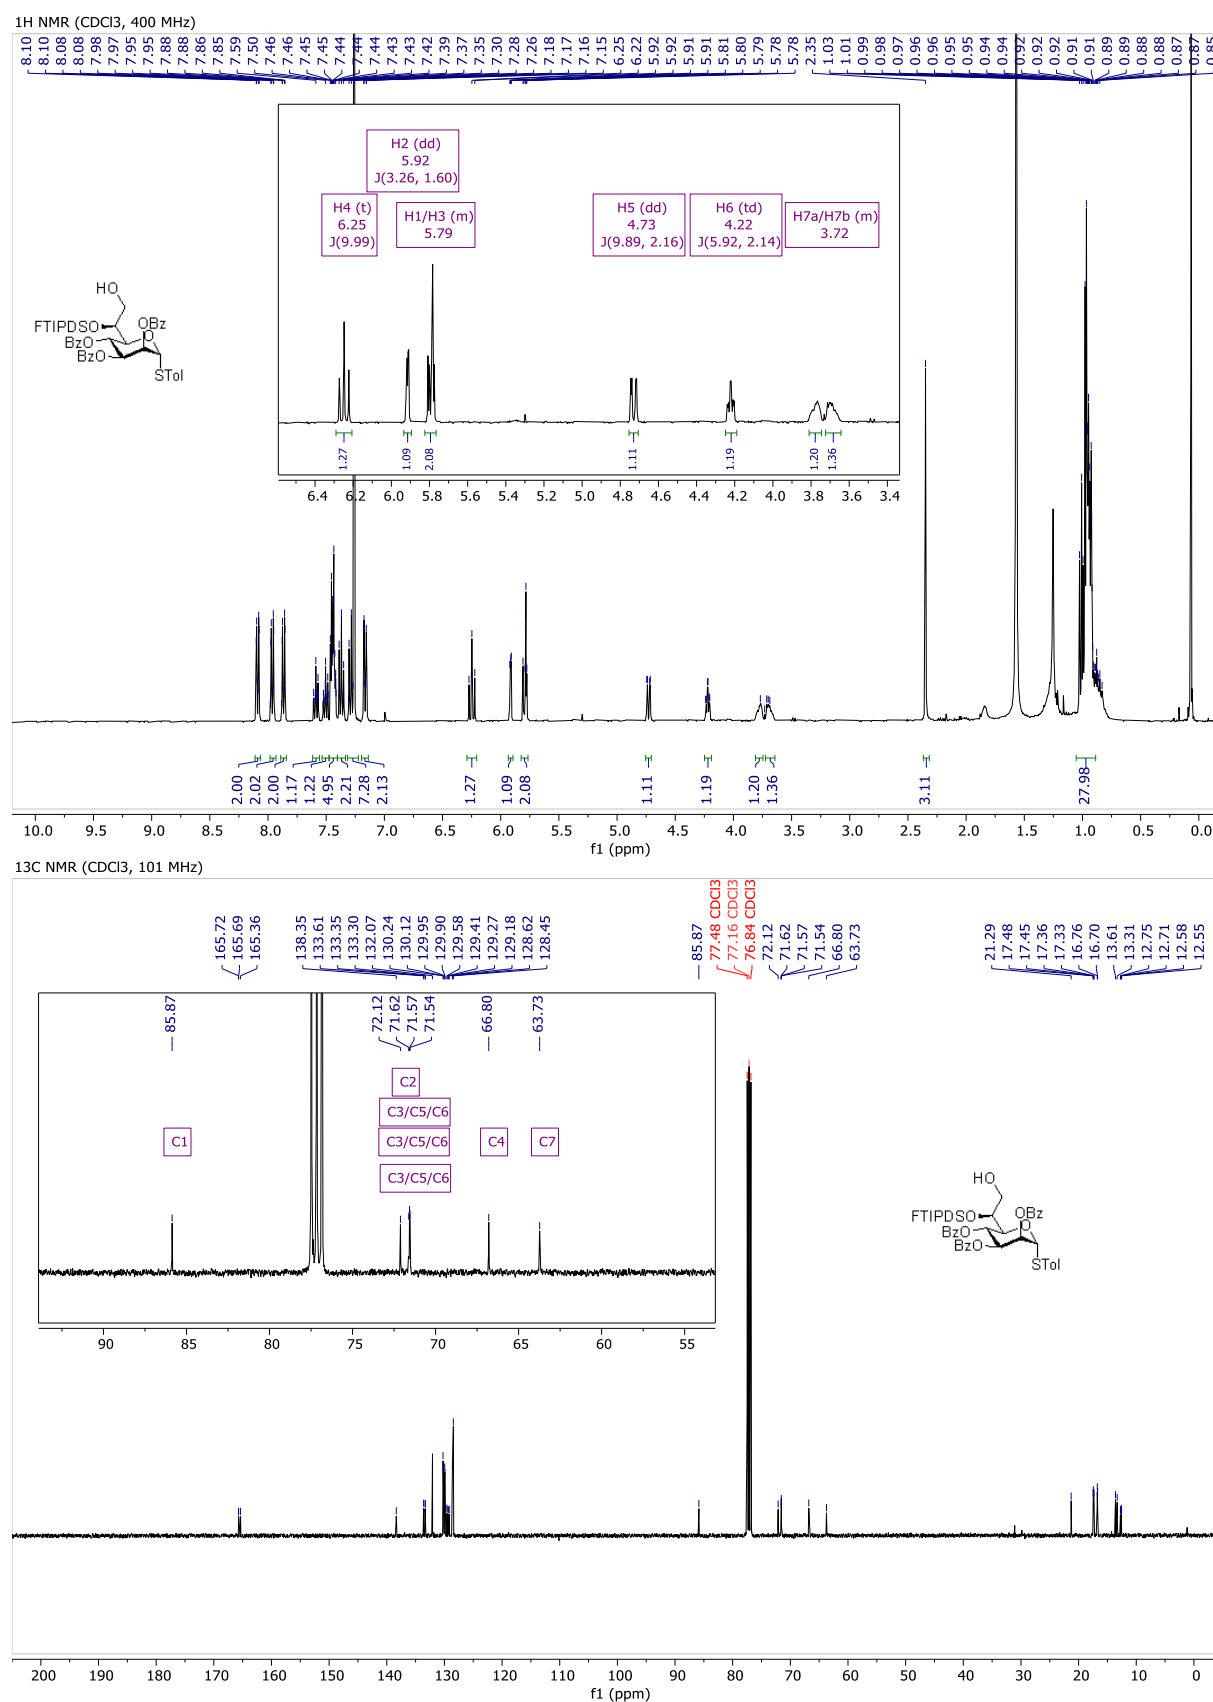 1H NMR (CDCl3, 400 MHz)
8.10 8.10 8.08 8.08 7.98 7.97 7.95 7.95 7.88 7.88 7.86 7.85 7.59 7.50 7.46 7.46 7.45 7.45 7.44 7.44 7.44 7.43 7.43 7.42 7.39 7.37 7.35 7.30 7.28 7.26 7.18 7.17 7.16 7.15 6.25 6.22 5.92 5.92 5.91 5.91 5.81 5.80 5.79 5.78 5.78 2.35 1.03 1.01 0.99 0.98 0.97 0.96 0.96 0.95 0.95 0.94 0.94 0.92 0.92 0.92 0.91 0.91 0.89 0.89 0.88 0.88 0.87 0.87 0.85
H2 (dd)
5.92
J(3.26, 1.60)
H4 (t)
6.25
J(9.99)
H1/H3 (m)
5.79
H5 (dd)
4.73
J(9.89, 2.16)
H6 (td)
4.22
J(5.92, 2.14)
H7a/H7b (m)
3.72
HO
FTIPDSO
OBz
BzO
O
BzO
STol
1.27 1.09 2.08 1.11 1.19 1.20 1.36
6.4 6.2 6.0 5.8 5.6 5.4 5.2 5.0 4.8 4.6 4.4 4.2 4.0 3.8 3.6 3.4
2.00 2.02 2.00 1.17 1.22 4.95 2.21 7.28 2.13 1.27 1.09 2.08 1.11 1.19 1.20 1.36 3.11 27.98
10.0 9.5 9.0 8.5 8.0 7.5 7.0 6.5 6.0 5.5 5.0 4.5 4.0 3.5 3.0 2.5 2.0 1.5 1.0 0.5 0.0
f1 (ppm)
13C NMR (CDCl3, 101 MHz)
165.72 165.69 165.36 138.35 133.61 133.35 133.30 132.07 130.24 130.12 129.95 129.90 129.58 129.41 129.27 129.18 128.62 128.45 85.87 77.48 CDCl3 77.16 CDCl3 76.84 CDCl3 72.12 71.62 71.57 71.54 66.80 63.73 21.29 17.48 17.45 17.36 17.33 16.76 16.70 13.61 13.31 12.75 12.71 12.58 12.55
85.87 72.12 71.62 71.57 71.54 66.80 63.73
C2
C3/C5/C6
C1 C3/C5/C6 C4 C7
C3/C5/C6
HO
FTIPDSO
OBz
BzO
O
BzO
STol
90 85 80 75 70 65 60 55
200 190 180 170 160 150 140 130 120 110 100 90 80 70 60 50 40 30 20 10 0
f1 (ppm)